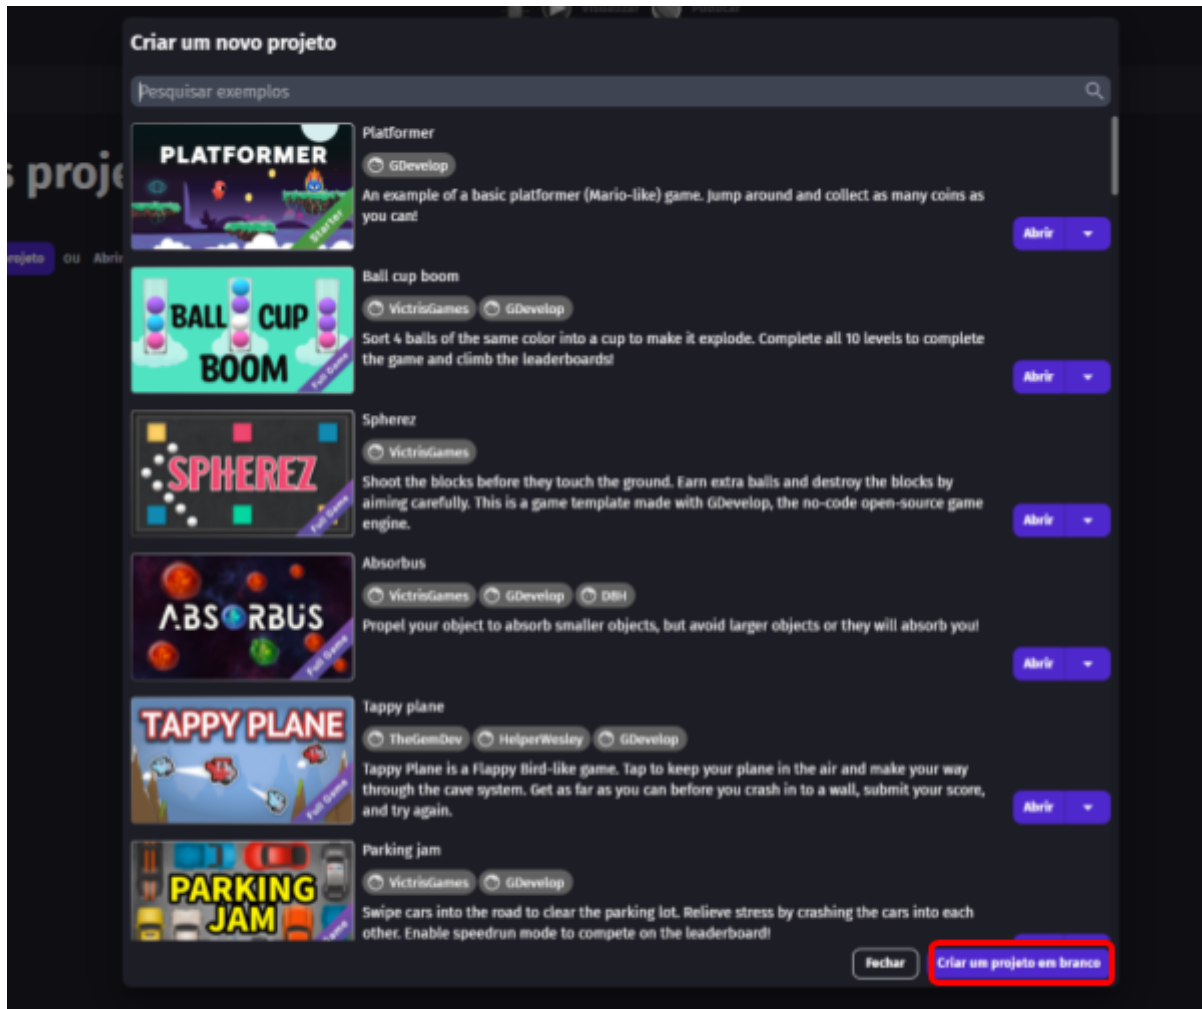 Visualizar Publicar
Criar um novo projeto
Pesquisar exemplos
s proje
rojeto ou Abrir
PLATFORMER
Starter
Platformer
GDevelop
An example of a basic platformer (Mario-like) game. Jump around and collect as many coins as
you can!
Abrir
BALL CUP
BOOM
Full Game
Ball cup boom
VictrisGames GDevelop
Sort 4 balls of the same color into a cup to make it explode. Complete all 10 levels to complete
the game and climb the leaderboards!
Abrir
SPHEREZ
Full Game
Spherez
VictrisGames
Shoot the blocks before they touch the ground. Earn extra balls and destroy the blocks by
aiming carefully. This is a game template made with GDevelop, the no-code open-source game
engine.
Abrir
ABSORBUS
Full Game
Absorbus
VictrisGames GDevelop DBH
Propel your object to absorb smaller objects, but avoid larger objects or they will absorb you!
Abrir
TAPPY PLANE
Full Game
Tappy plane
TheGemDev HelperWesley GDevelop
Tappy Plane is a Flappy Bird-like game. Tap to keep your plane in the air and make your way
through the cave system. Get as far as you can before you crash in to a wall, submit your score,
and try again.
Abrir
PARKING
JAM
Parking jam
VictrisGames GDevelop
Swipe cars into the road to clear the parking lot. Relieve stress by crashing the cars into each
other. Enable speedrun mode to compete on the leaderboard!
Fechar Criar um projeto em branco